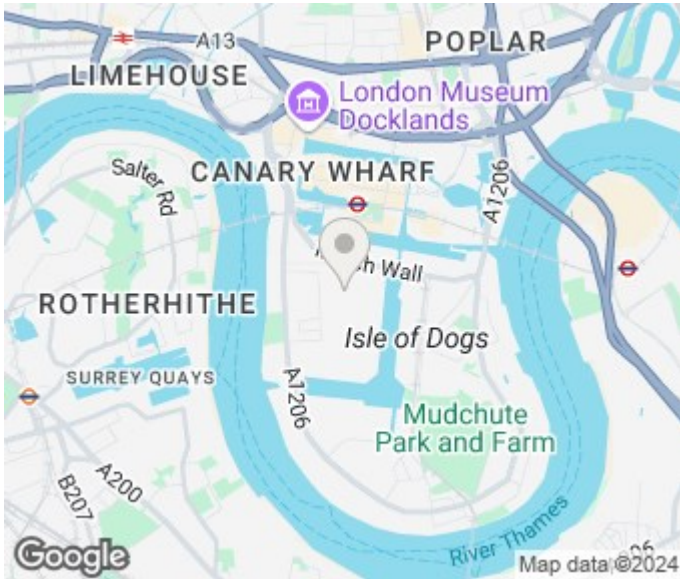 A13
POPLAR
LIMEHOUSE
London Museum
Docklands
CANARY WHARF
Salter Rd
A1206
Wall
ROTHERHITHE
Isle of Dogs
SURREY QUAYS
A1206
Mudchute
Park and Farm
A200
B207
River Thames
Google
Map data ©2024